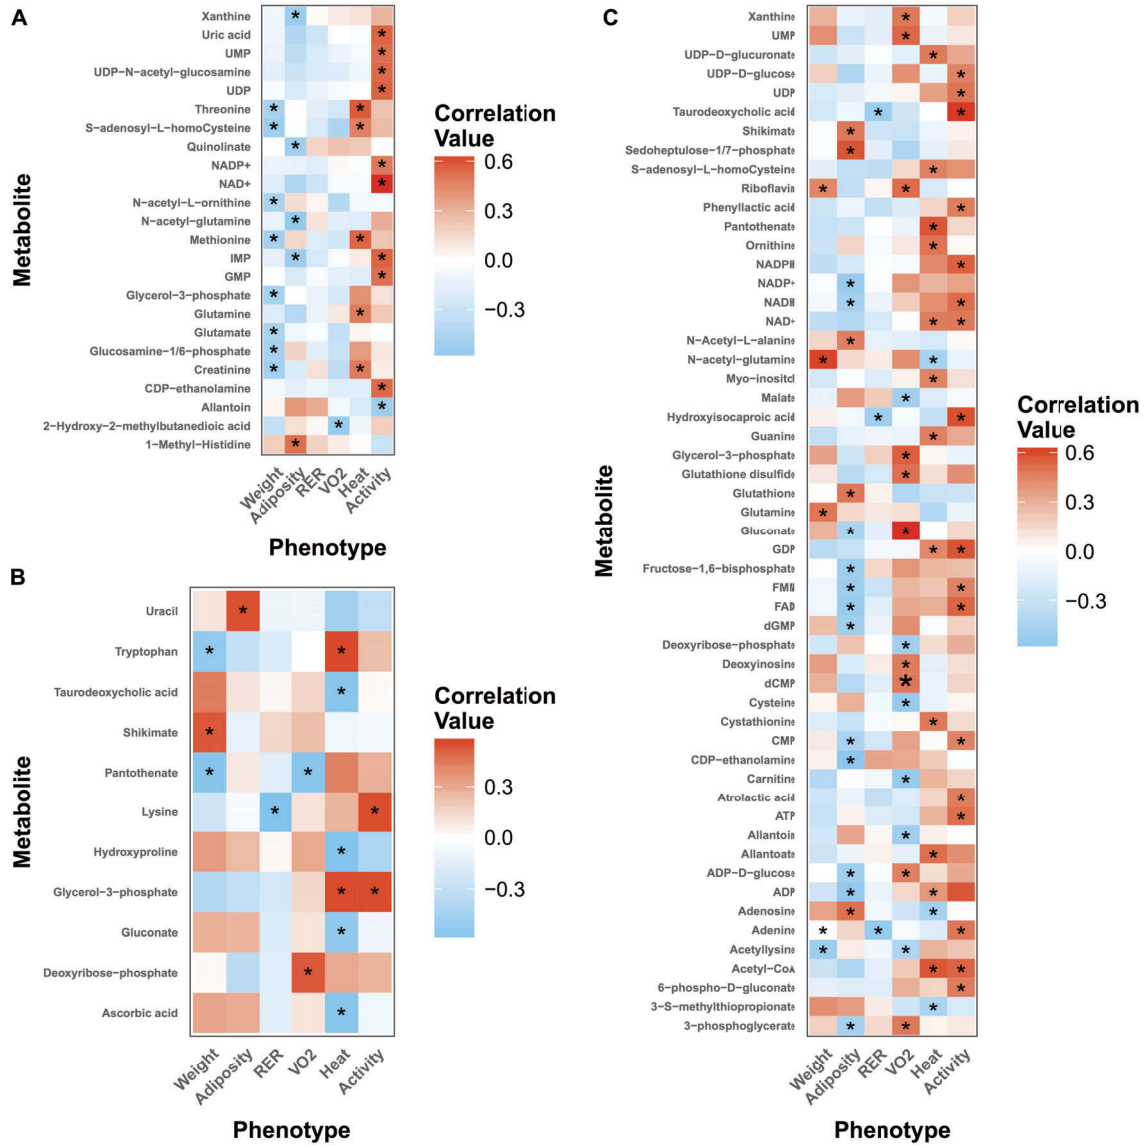 A
Xanthine
Uric acid
UMP
UDP−N−acetyl−glucosamine
UDP
Threonine
S−adenosyl−L−homoCysteine
Quinolinate
NADP+
NAD+
N−acetyl−L−ornithine
N−acetyl−glutamine
Methionine
IMP
GMP
Glycerol−3−phosphate
Glutamine
Glutamate
Glucosamine−1/6−phosphate
Creatinine
CDP−ethanolamine
Allantoin
2−Hydroxy−2−methylbutanedioic acid
1−Methyl−Histidine
Metabolite
Weight
Adiposity
RER
VO2
Heat
Activity
Phenotype
Correlation
Value
0.6
0.3
0.0
−0.3
B
Uracil
Tryptophan
Taurodeoxycholic acid
Shikimate
Pantothenate
Lysine
Hydroxyproline
Glycerol−3−phosphate
Gluconate
Deoxyribose−phosphate
Ascorbic acid
Metabolite
Weight
Adiposity
RER
VO2
Heat
Activity
Phenotype
Correlation
Value
0.3
0.0
−0.3
C
Xanthine
UMP
UDP−D−glucuronate
UDP−D−glucose
UDP
Taurodeoxycholic acid
Shikimate
Sedoheptulose−1/7−phosphate
S−adenosyl−L−homoCysteine
Riboflavin
Phenyllactic acid
Pantothenate
Ornithine
NADPH
NADP+
NADH
NAD+
N−Acetyl−L−alanine
N−acetyl−glutamine
Myo−inositol
Malate
Hydroxyisocaproic acid
Guanine
Glycerol−3−phosphate
Glutathione disulfide
Glutathione
Glutamine
Gluconate
GDP
Fructose−1,6−bisphosphate
FMN
FAD
dGMP
Deoxyribose−phosphate
Deoxyinosine
dCMP
Cysteine
Cystathionine
CMP
CDP−ethanolamine
Carnitine
Atrolactic acid
ATP
Allantoin
Allantoate
ADP−D−glucose
ADP
Adenosine
Adenine
Acetyllysine
Acetyl−CoA
6−phospho−D−gluconate
3−S−methylthiopropionate
3−phosphoglycerate
Metabolite
Weight
Adiposity
RER
VO2
Heat
Activity
Phenotype
Correlation
Value
0.6
0.3
0.0
−0.3